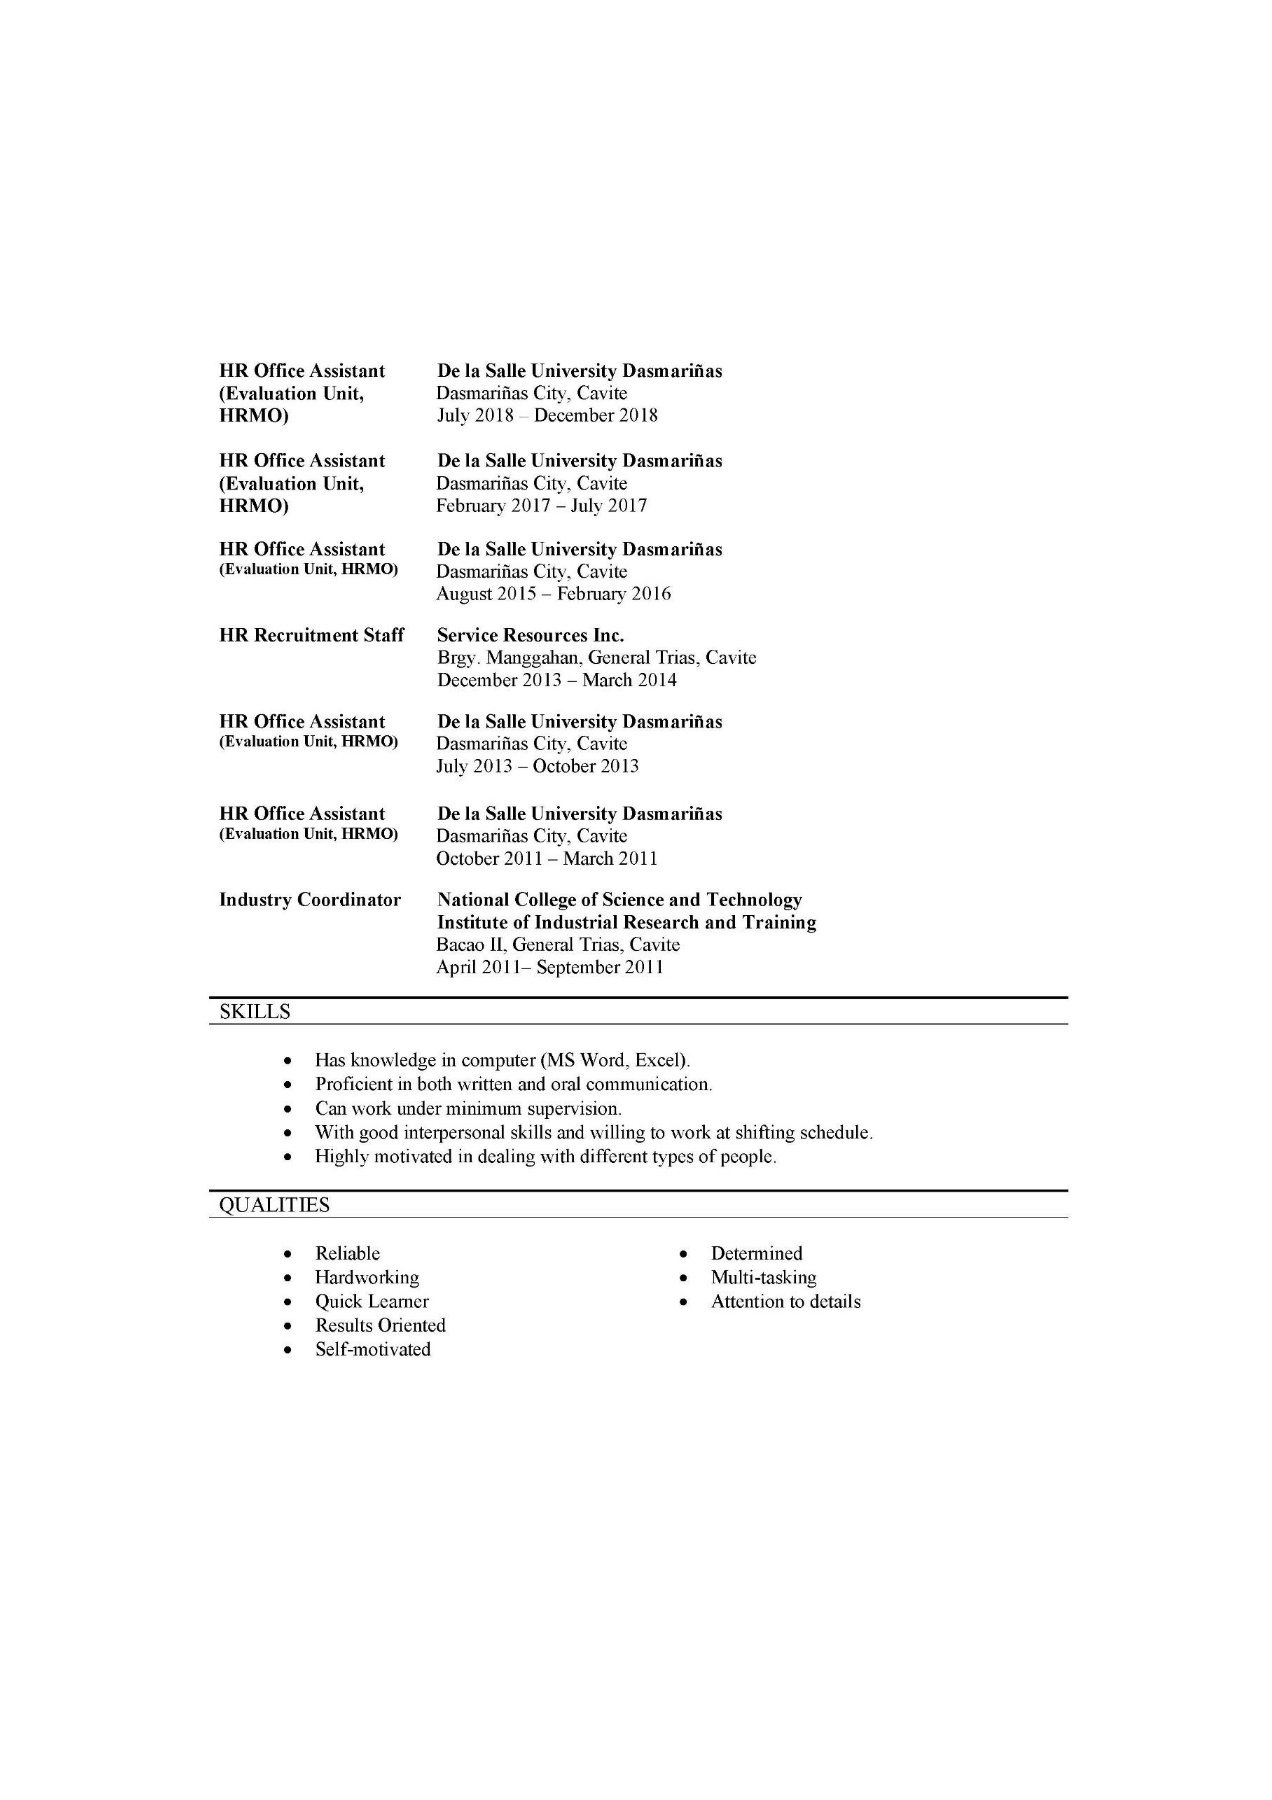 HR Office Assistant
(Evaluation Unit,
HRMO)
De la Salle University Dasmariñas
Dasmariñas City, Cavite
July 2018 – December 2018
HR Office Assistant
(Evaluation Unit,
HRMO)
De la Salle University Dasmariñas
Dasmariñas City, Cavite
February 2017 – July 2017
HR Office Assistant
(Evaluation Unit, HRMO)
De la Salle University Dasmariñas
Dasmariñas City, Cavite
August 2015 – February 2016
HR Recruitment Staff
Service Resources Inc.
Brgy. Manggahan, General Trias, Cavite
December 2013 – March 2014
HR Office Assistant
(Evaluation Unit, HRMO)
De la Salle University Dasmariñas
Dasmariñas City, Cavite
July 2013 – October 2013
HR Office Assistant
(Evaluation Unit, HRMO)
De la Salle University Dasmariñas
Dasmariñas City, Cavite
October 2011 – March 2011
Industry Coordinator
National College of Science and Technology
Institute of Industrial Research and Training
Bacao II, General Trias, Cavite
April 2011– September 2011
SKILLS
• Has knowledge in computer (MS Word, Excel).
• Proficient in both written and oral communication.
• Can work under minimum supervision.
• With good interpersonal skills and willing to work at shifting schedule.
• Highly motivated in dealing with different types of people.
QUALITIES
• Reliable
• Hardworking
• Quick Learner
• Results Oriented
• Self-motivated
• Determined
• Multi-tasking
• Attention to details